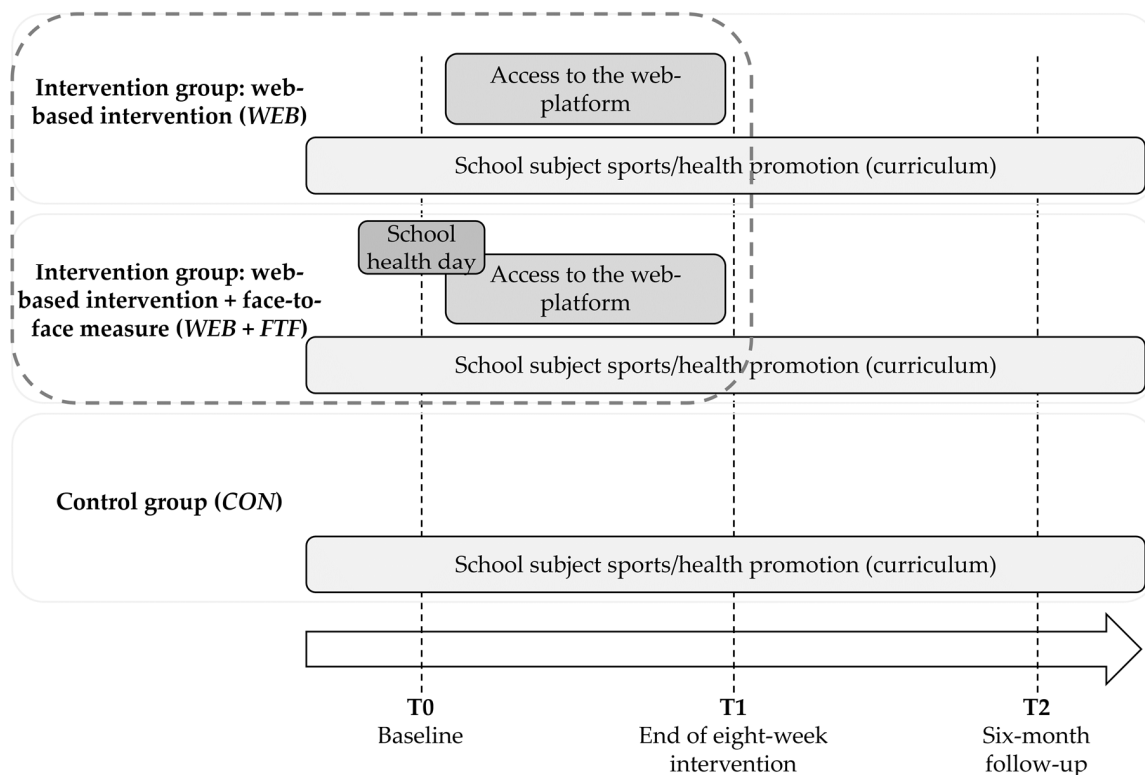 Intervention group: web-
based intervention (WEB)
Access to the web-
platform
School subject sports/health promotion (curriculum)
Intervention group: web-
based intervention + face-to-
face measure (WEB + FTF)
School
health day
Access to the web-
platform
School subject sports/health promotion (curriculum)
Control group (CON)
School subject sports/health promotion (curriculum)
T0
Baseline
T1
End of eight-week
intervention
T2
Six-month
follow-up